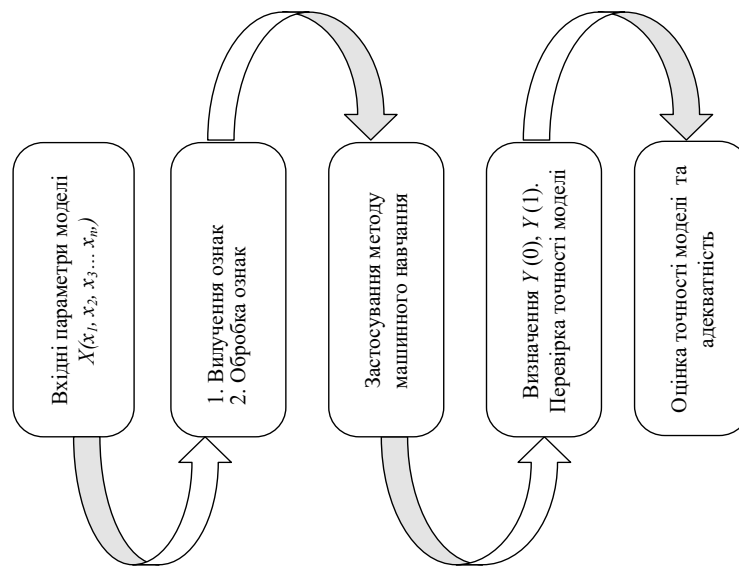 Вхідні параметри моделі
X(x1, x2, x3... xm,)
1. Вилучення ознак
2. Обробка ознак
Застосування методу
машинного навчання
Визначення Y (0), Y (1).
Перевірка точності моделі
Оцінка точності моделі та
адекватність